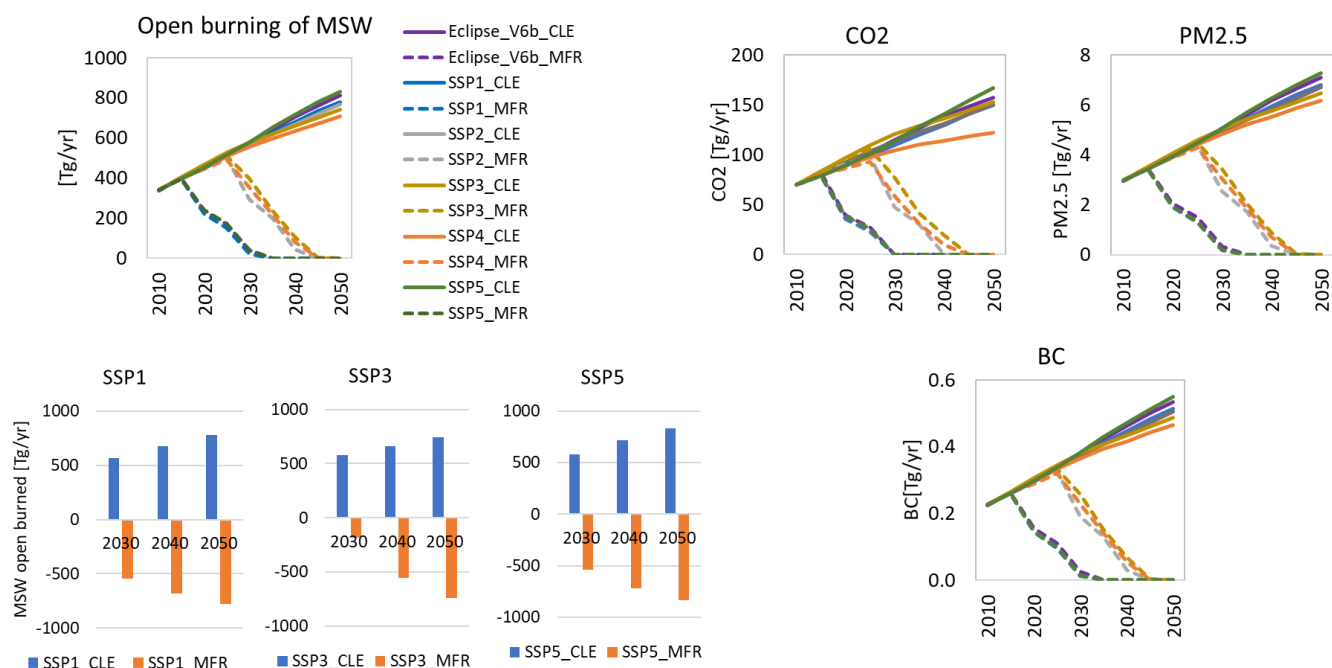 Open burning of MSW
[Tg/yr]
1000
800
600
400
200
0
2010
2020
2030
2040
2050
Eclipse_V6b_CLE
Eclipse_V6b_MFR
SSP1_CLE
SSP1_MFR
SSP2_CLE
SSP2_MFR
SSP3_CLE
SSP3_MFR
SSP4_CLE
SSP4_MFR
SSP5_CLE
SSP5_MFR
CO2
CO2 [Tg/yr]
200
150
100
50
0
2010
2020
2030
2040
2050
PM2.5
PM2.5 [Tg/yr]
8
6
4
2
0
2010
2020
2030
2040
2050
SSP1
MSW open burned [Tg/yr]
1000
500
0
2030 2040 2050
-500
-1000
SSP1_CLE SSP1_MFR
SSP3
1000
500
0
2030 2040 2050
-500
-1000
SSP3_CLE SSP3_MFR
SSP5
1000
500
0
2030 2040 2050
-500
-1000
SSP5_CLE SSP5_MFR
BC
BC[Tg/yr]
0.6
0.4
0.2
0.0
2010
2020
2030
2040
2050